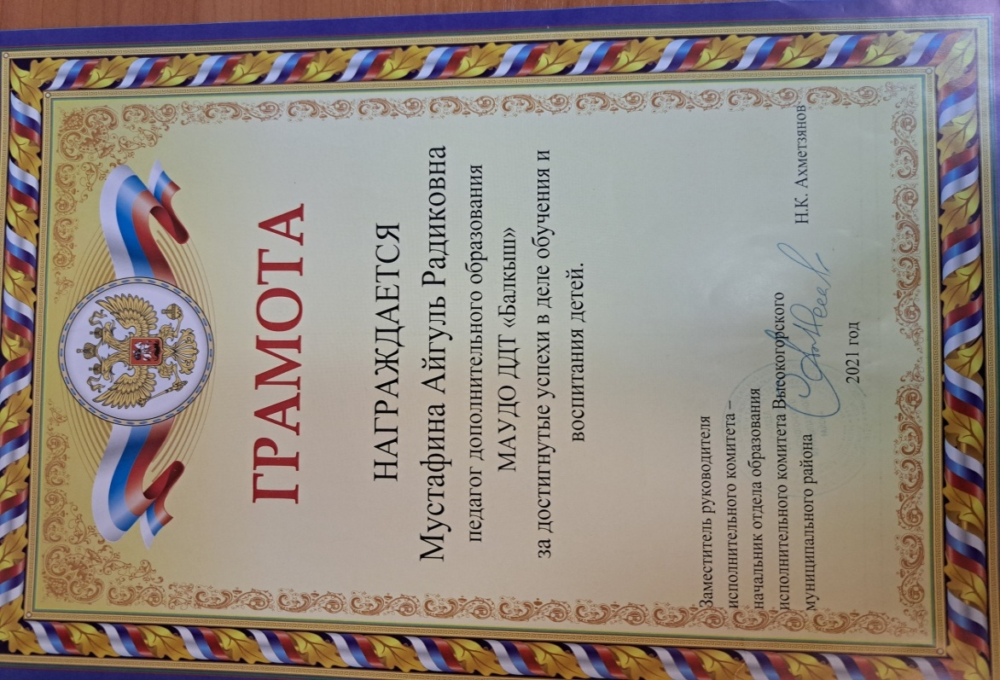 ГРАМОТА
НАГРАЖДАЕТСЯ
Мустафина Айгуль Радиковна
педагог дополнительного образования
МАУДО ДДТ «Балкыш»
за достигнутые успехи в деле обучения и
воспитания детей.
Заместитель руководителя
исполнительного комитета –
начальник отдела образования
исполнительного комитета Высокогорского
муниципального района
Н.К. Ахметзянов
2021 год